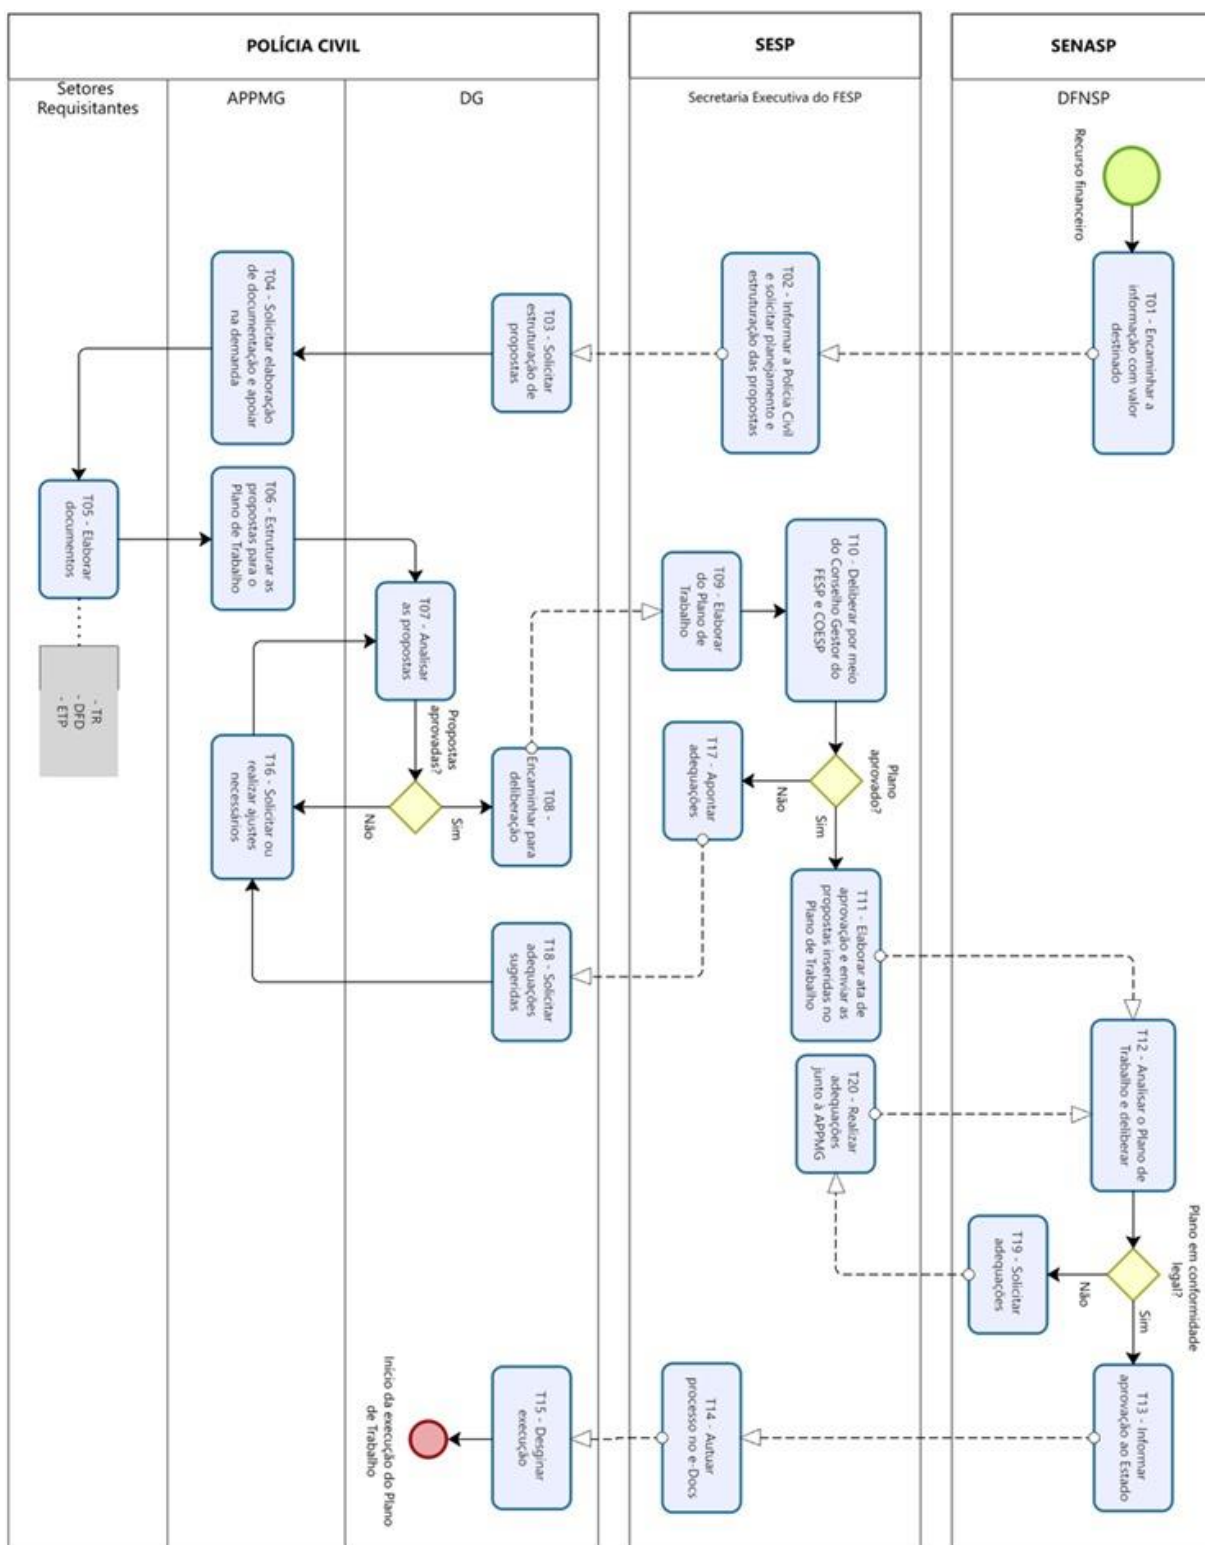 POLÍCIA CIVIL
SESP
SENASP
Setores
Requisitantes
APPMG
DG
Secretaria Executiva do FESP
DFNSP
Recurso financeiro
T01 - Encaminhar a
informação com valor
destinado
T02 - Informar a Polícia Civil
e solicitar planejamento e
estruturação das propostas
T03 - Solicitar
estruturação de
propostas
T04 - Solicitar elaboração
de documentação e apoiar
na demanda
T05 - Elaborar
documentos
- TR
- DFD
- ETP
T06 - Estruturar as
propostas para o
Plano de Trabalho
T07 - Analisar
as propostas
Propostas
aprovadas?
Sim
Não
T08 -
Encaminhar para
deliberação
T09 - Elaborar
do Plano de
Trabalho
T10 - Deliberar por meio
do Conselho Gestor do
FESP e COESP
Plano
aprovado?
Sim
Não
T11 - Elaborar ata de
aprovação e enviar as
propostas inseridas no
Plano de Trabalho
T12 - Analisar o Plano de
Trabalho e deliberar
Plano em conformidade
legal?
Sim
Não
T13 - Informar
aprovação ao Estado
T14 - Autuar
processo no e-Docs
T15 - Desginar
execução
Início da execução do Plano
de Trabalho
T16 - Solicitar ou
realizar ajustes
necessários
T17 - Apontar
adequações
T18 - Solicitar
adequações
sugeridas
T19 - Solicitar
adequações
T20 - Realizar
adequações
junto à APPMG